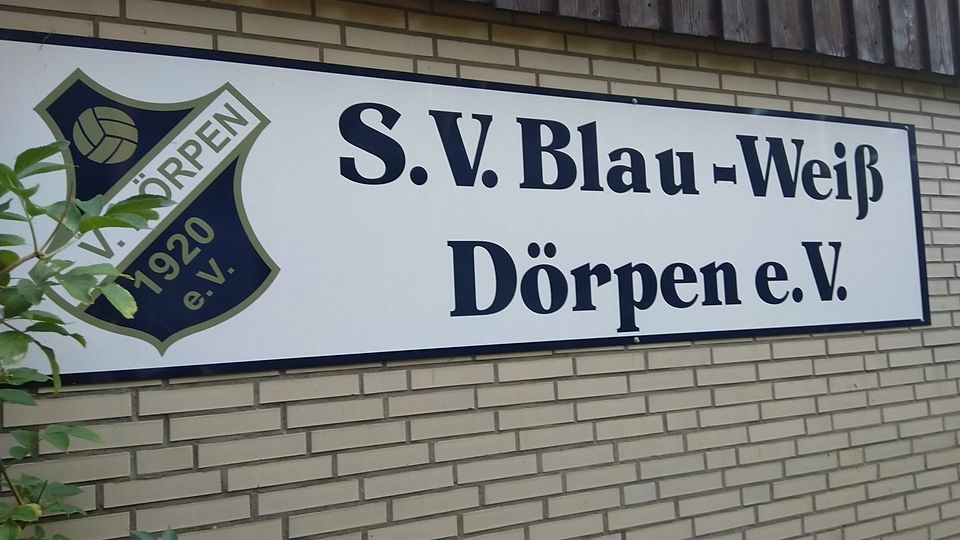 V. DÖRPEN
1920
e.V.
S.V. Blau-Weiß
Dörpen e.V.